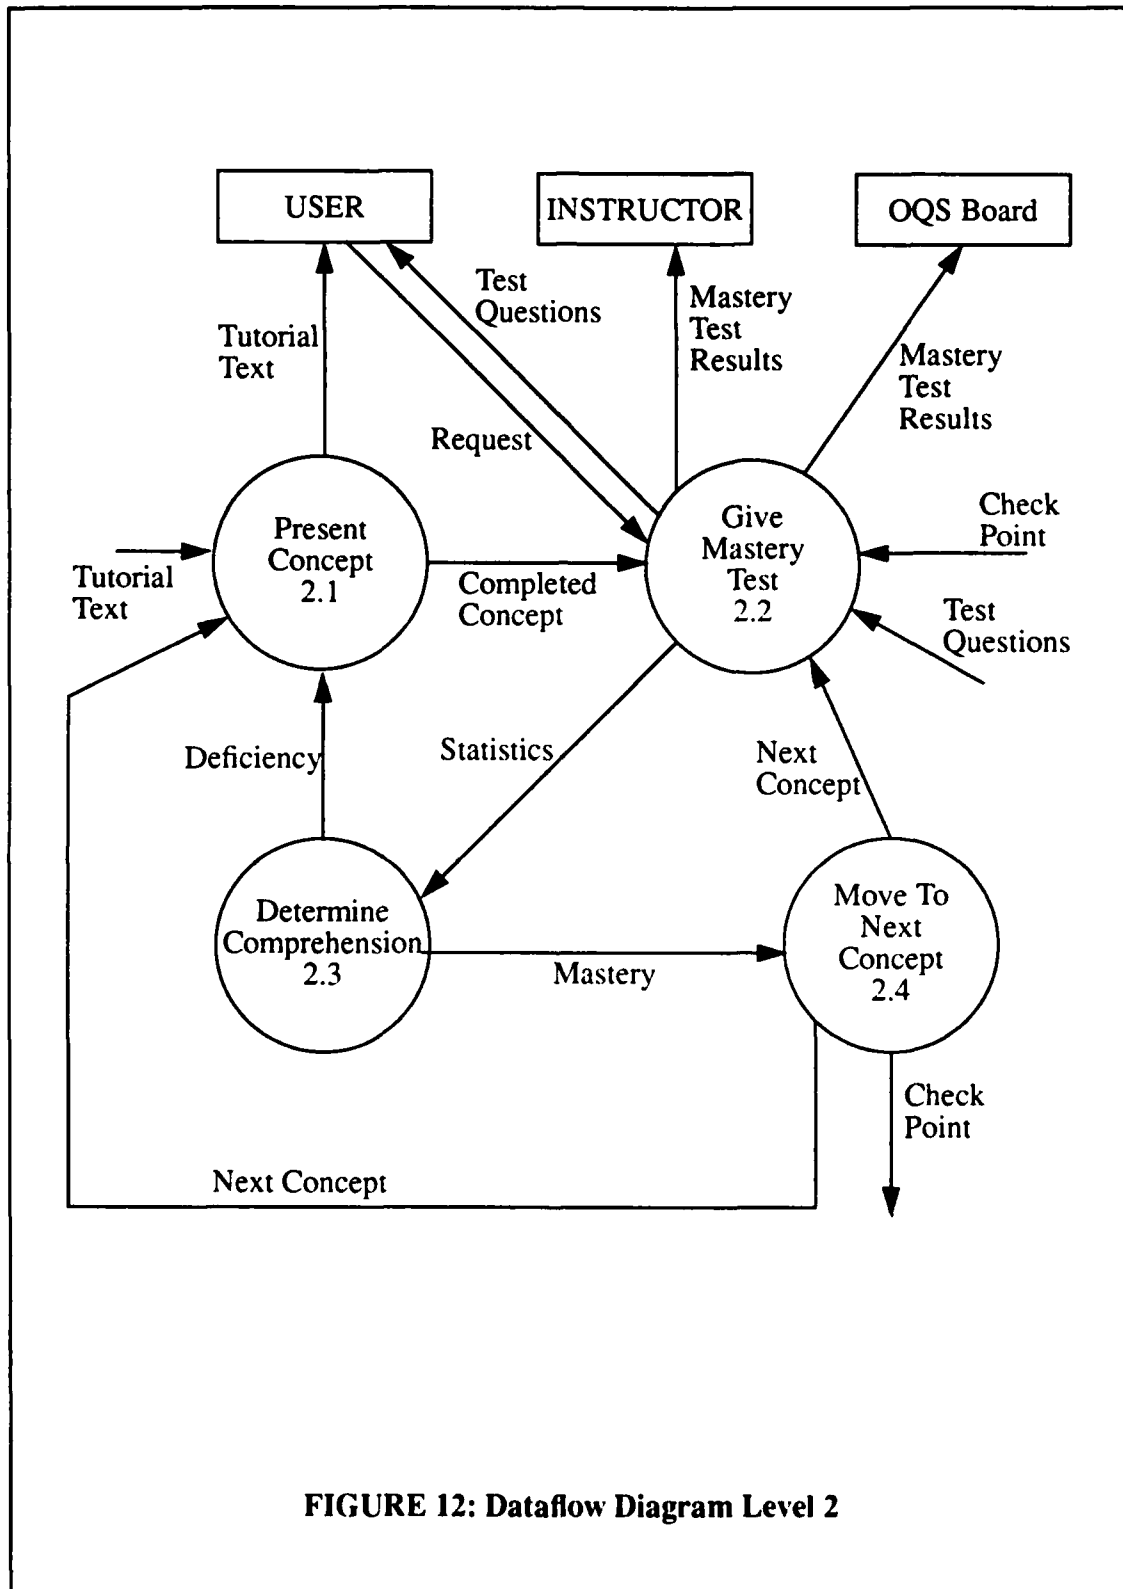 USER
INSTRUCTOR
OQS Board
Test
Questions
Mastery
Test
Results
Tutorial
Text
Mastery
Test
Results
Request
Check
Point
Present
Concept
2.1
Give
Mastery
Test
2.2
Tutorial
Text
Completed
Concept
Test
Questions
Deficiency
Statistics
Next
Concept
Determine
Comprehension
2.3
Move To
Next
Concept
2.4
Mastery
Check
Point
Next Concept
FIGURE 12: Dataflow Diagram Level 2